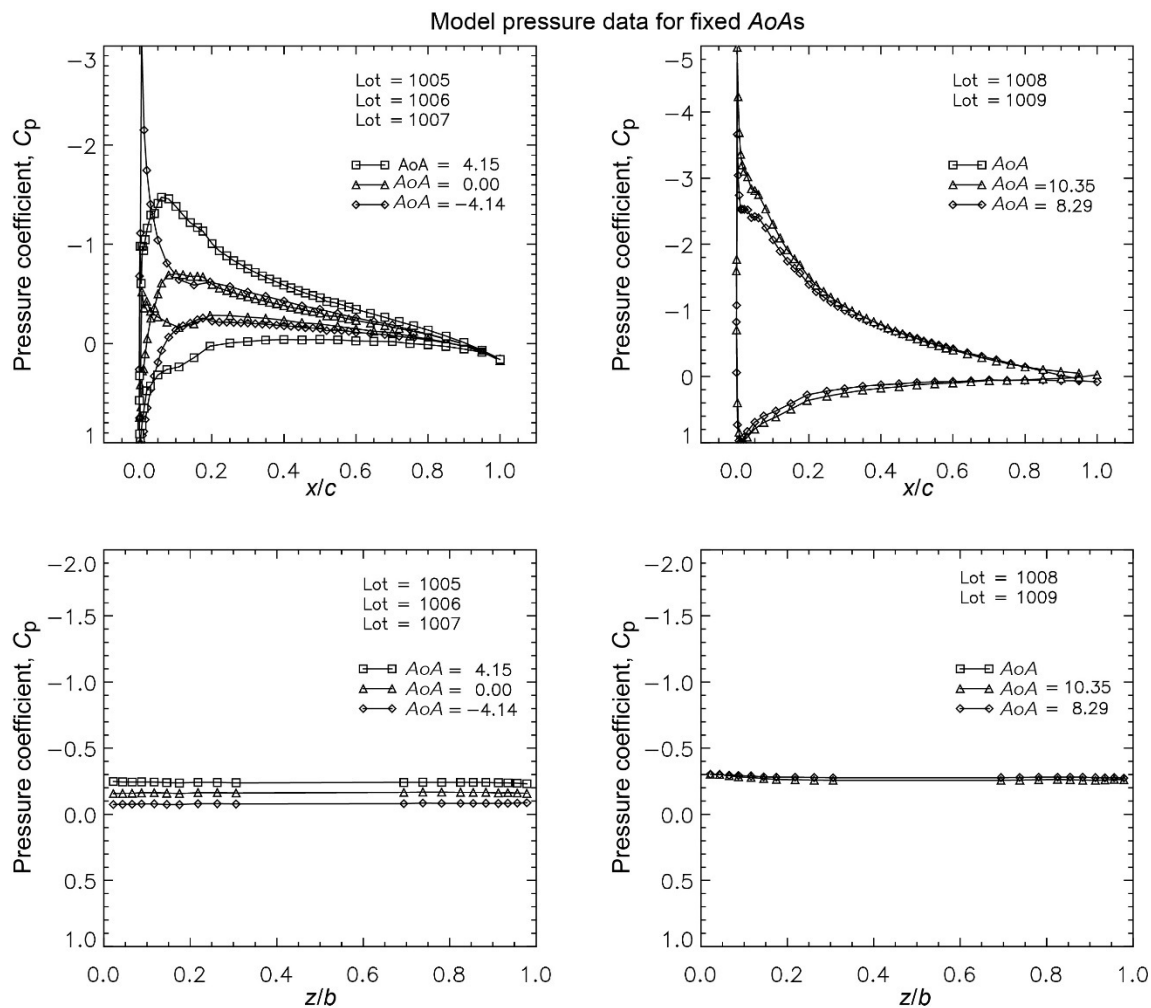 Model pressure data for fixed AoAs
Pressure coefficient, Cp
-3
-2
-1
0
1
Lot = 1005
Lot = 1006
Lot = 1007
AoA = 4.15
AoA = 0.00
AoA = -4.14
0.0 0.2 0.4 0.6 0.8 1.0
x/c
Pressure coefficient, Cp
-5
-4
-3
-2
-1
0
1
Lot = 1008
Lot = 1009
AoA
AoA =10.35
AoA = 8.29
0.0 0.2 0.4 0.6 0.8 1.0
x/c
Pressure coefficient, Cp
-2.0
-1.5
-1.0
-0.5
0.0
0.5
1.0
Lot = 1005
Lot = 1006
Lot = 1007
AoA = 4.15
AoA = 0.00
AoA = -4.14
0.0 0.2 0.4 0.6 0.8 1.0
z/b
Pressure coefficient, Cp
-2.0
-1.5
-1.0
-0.5
0.0
0.5
1.0
Lot = 1008
Lot = 1009
AoA
AoA = 10.35
AoA = 8.29
0.0 0.2 0.4 0.6 0.8 1.0
z/b